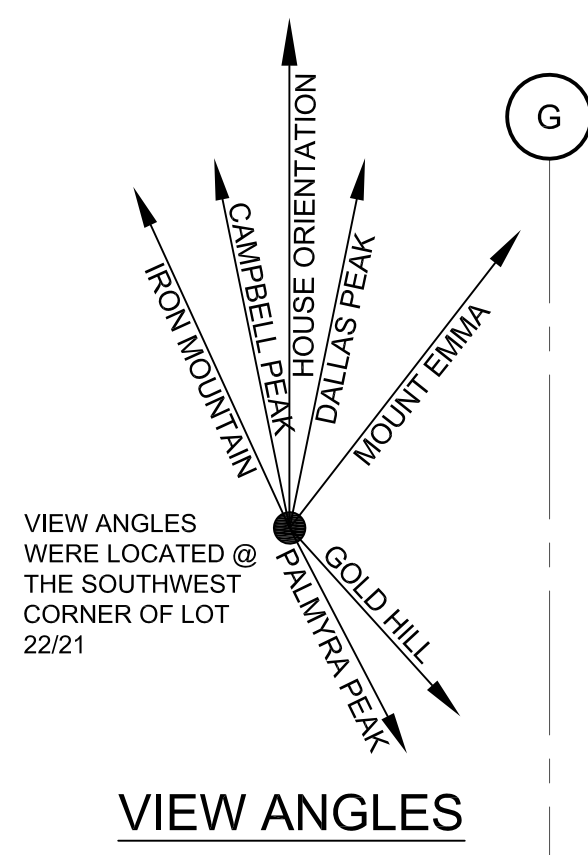 G
IRON MOUNTAIN
CAMPBELL PEAK
HOUSE ORIENTATION
DALLAS PEAK
MOUNT EMMA
VIEW ANGLES
WERE LOCATED @
THE SOUTHWEST
CORNER OF LOT
22/21
PALMYRA PEAK
GOLD HILL
VIEW ANGLES